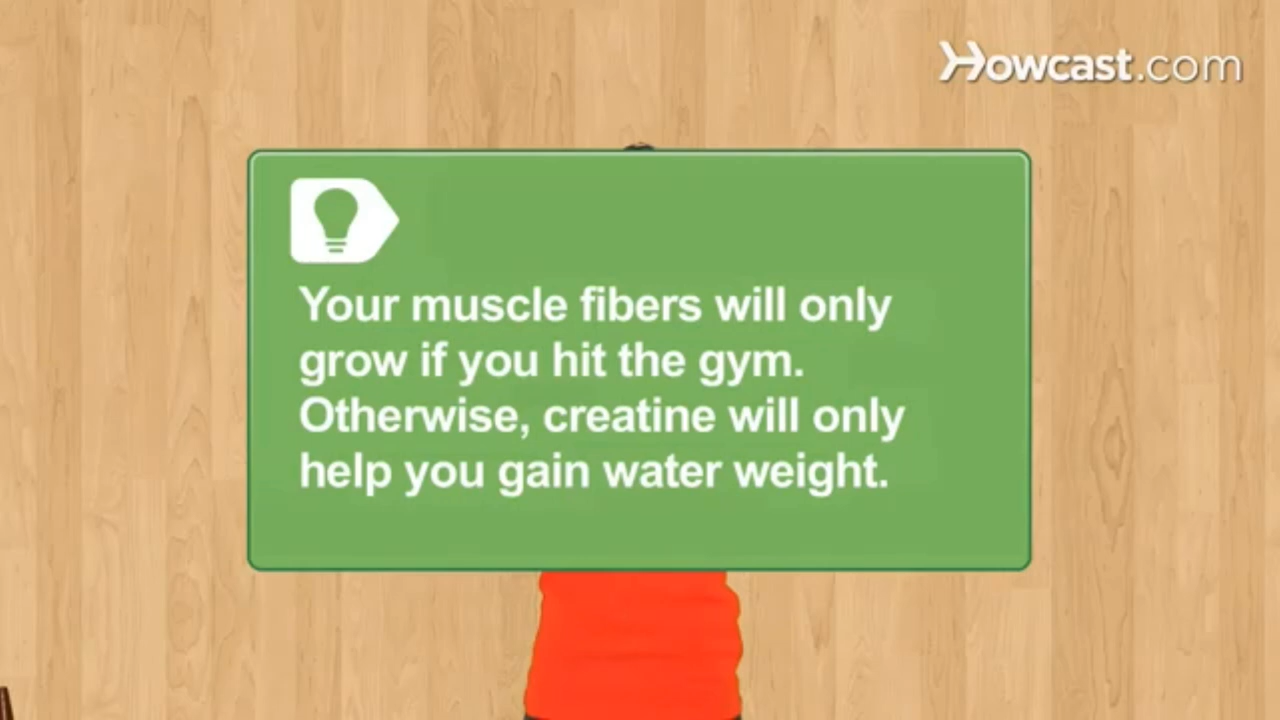 Howcast.com
Your muscle fibers will only
grow if you hit the gym.
Otherwise, creatine will only
help you gain water weight.